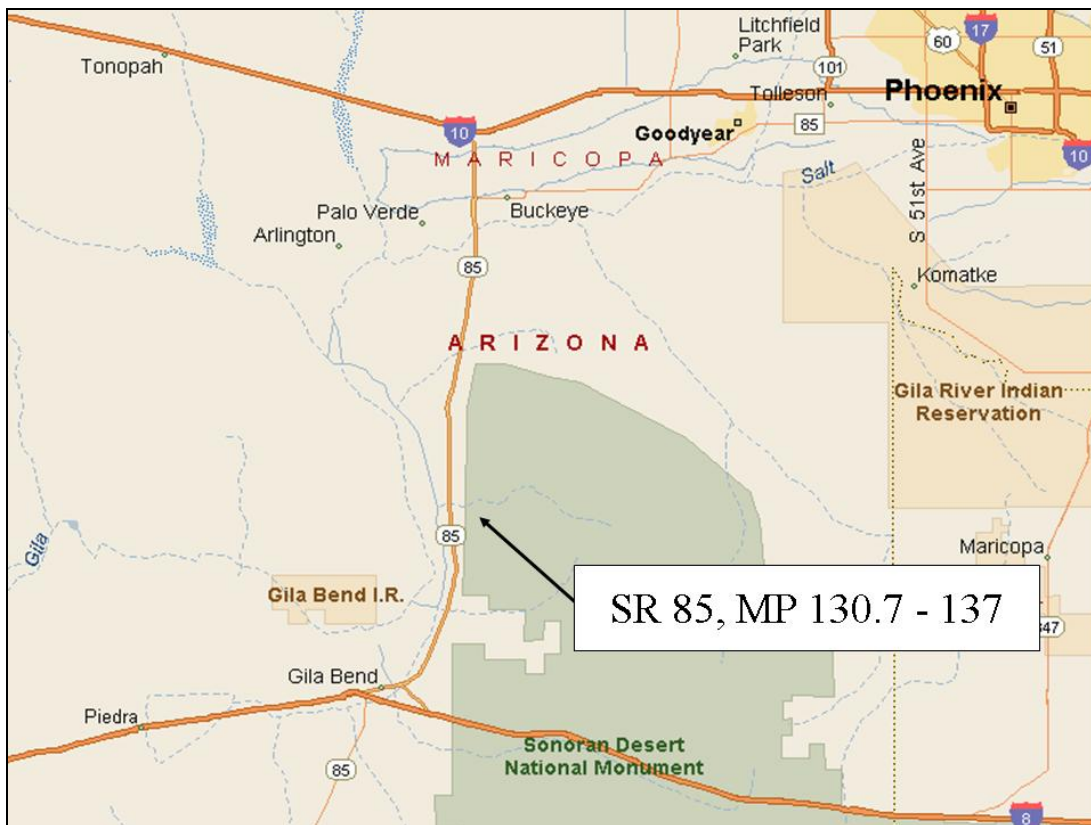 Litchfield
Park
17
60
51
Tonopah
101
Phoenix
Tolleson
10
Goodyear
85
10
MARICOPA
Salt
S 51st Ave
Palo Verde
Buckeye
Arlington
85
Komatke
ARIZONA
Gila River Indian
Reservation
85
Gila
Maricopa
Gila Bend I.R.
SR 85, MP 130.7 - 137
347
Gila Bend
Piedra
Sonoran Desert
National Monument
85
8